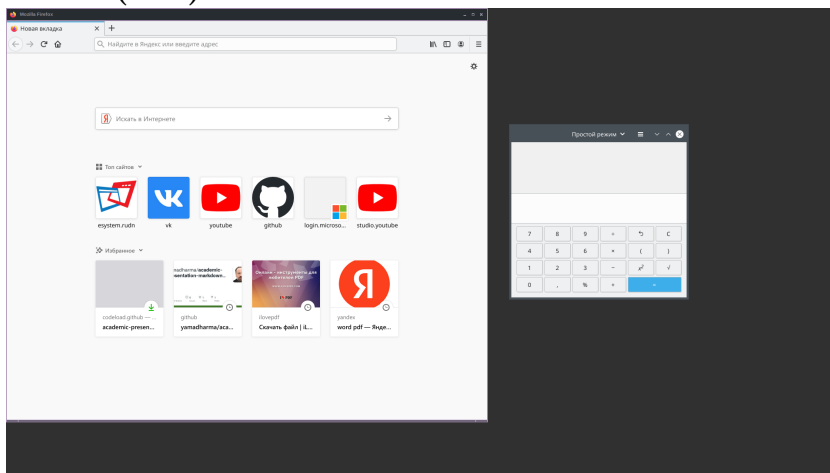 Mozilla Firefox
Новая вкладка
Найдите в Яндекс или введите адрес
Искать в Интернете
Топ сайтов
esystem.rudn
vk
youtube
github
login.microso...
studio.youtube
Избранное
codeload.github — ...
academic-presen...
github
yamadharma/aca...
ilovepdf
Скачать файл | iL...
yandex
word pdf — Янде...
Простой режим
7 8 9 ÷ C
4 5 6 × ( )
1 2 3 − x² √
0 , % + =